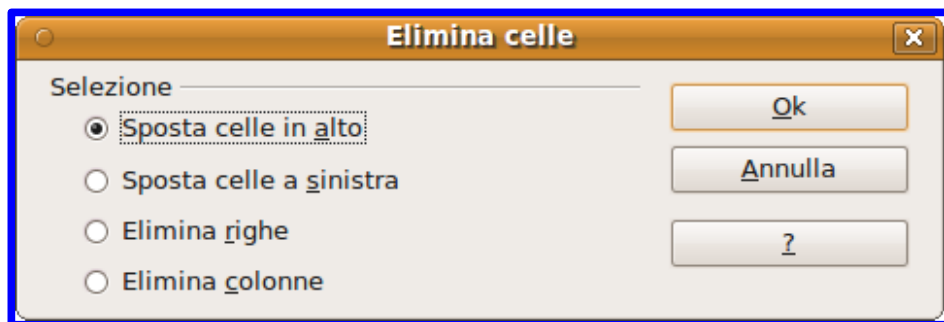 Elimina celle
Selezione
Sposta celle in alto
Sposta celle a sinistra
Elimina righe
Elimina colonne
Ok
Annulla
?